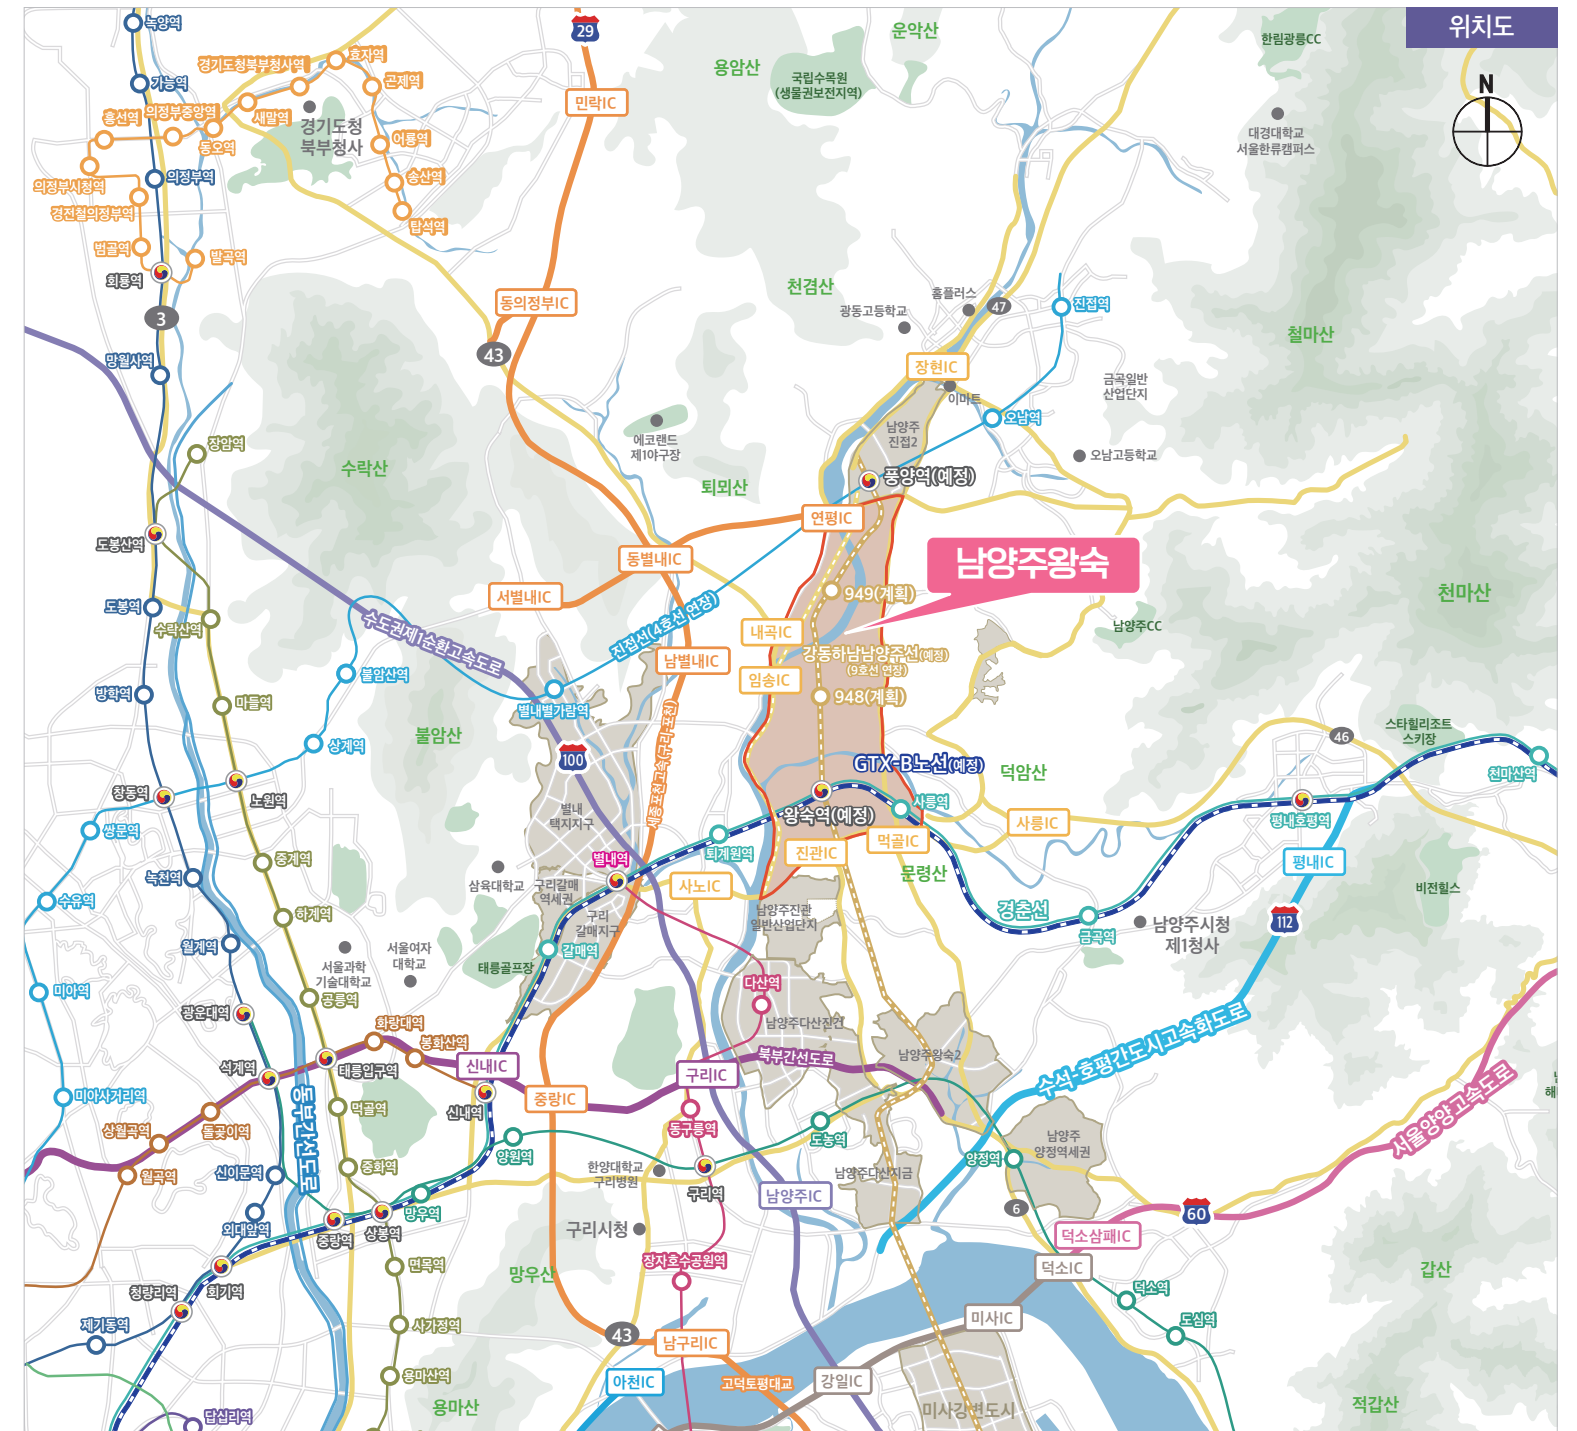 위치도
N
녹양역
29
운악산
한림광릉CC
경기도청북부청사역
효자역
곤제역
가능역
용암산
국립수목원
(생물권보전지역)
민락IC
흥선역
의정부중앙역
새말역
동오역
경기도청
북부청사
어룡역
대경대학교
서울한류캠퍼스
의정부시청역
의정부역
송산역
경전철의정부역
탑석역
범골역
발곡역
회룡역
3
천겸산
동의정부IC
광동고등학교
홈플러스
47
진접역
철마산
43
망월사역
장현IC
이마트
금곡일반
산업단지
오남역
남양주
진접2
장암역
에코랜드
제1야구장
수락산
오남고등학교
퇴뫼산
풍양역(예정)
연평IC
도봉산역
동별내IC
남양주왕숙
서별내IC
949(계획)
천마산
도봉역
수락산역
수도권제1순환고속도로
진접선(4호선 연장)
내곡IC
남양주CC
남별내IC
강동하남남양주선(예정)
(9호선 연장)
불암산역
임송IC
방학역
별내별가람역
948(계획)
마들역
불암산
상계역
세종포천고속(구리-포천)
스타힐리조트
스키장
46
100
GTX-B노선(예정)
덕암산
천마산역
창동역
노원역
사릉역
별내
택지지구
왕숙역(예정)
사릉IC
평내호평역
쌍문역
먹골IC
퇴계원역
진관IC
별내역
평내IC
중계역
문령산
녹천역
삼육대학교
구리갈매
역세권
사노IC
비전힐스
수유역
하계역
구리
갈매지구
남양주진관
일반산업단지
경춘선
남양주시청
제1청사
112
금곡역
월계역
서울과학
기술대학교
서울여자
대학교
갈매역
태릉골프장
미아역
공릉역
다산역
광운대역
화랑대역
남양주다산진건
봉화산역
수석-호평간도시고속화도로
석계역
태릉입구역
신내IC
북부간선도로
남양주왕숙2
구리IC
미아사거리역
동부간선도로
먹골역
신내역
중랑IC
서울양양고속도로
상월곡역
돌곶이역
동구릉역
도농역
남양주
양정역세권
월곡역
신이문역
중화역
양원역
한양대학교
구리병원
구리역
남양주다산지금
양정역
남양주IC
망우역
6
60
외대앞역
중랑역
상봉역
구리시청
덕소삼패IC
청량리역
회기역
면목역
망우산
장자호수공원역
덕소IC
갑산
덕소역
제기동역
사가정역
43
남구리IC
미사IC
도심역
용마산역
아천IC
고덕토평대교
강일IC
용마산
미사강변도시
적갑산
답십리역